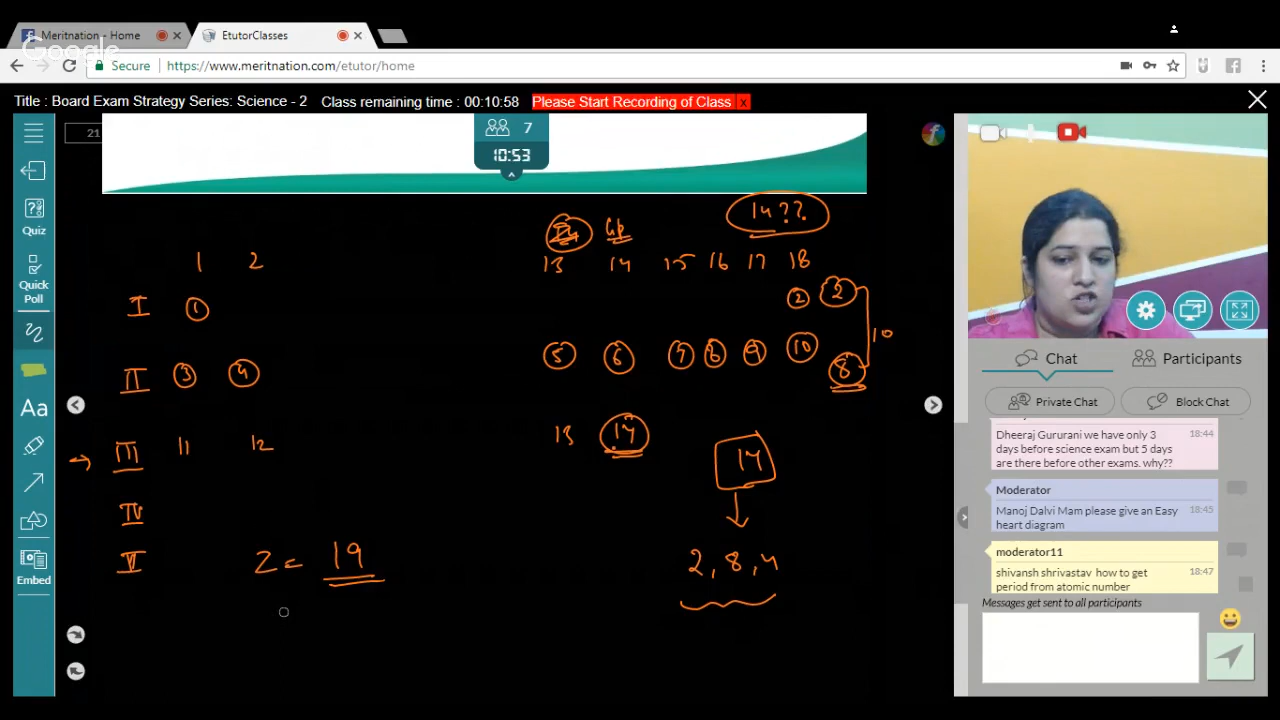 Meritnation - Home
EtutorClasses
Google
Secure
https://www.meritnation.com/etutor/home
Title : Board Exam Strategy Series: Science - 2 Class remaining time : 00:10:58 Please Start Recording of Class x
21
7
10:53
Quiz
Quick
Poll
Aa
Embed
14??
Gp
1 2 13 14 15 16 17 18
I 1 2 2
10
II 3 4 5 6 7 8 9 10 8
III 11 12 13 14
14
IV
V
Z = 19
2, 8, 4
Chat
Participants
Private Chat
Block Chat
Dheeraj Gururani we have only 3 18:44
days before science exam but 5 days
are there before other exams. why??
Moderator
Manoj Dalvi Mam please give an Easy 18:45
heart diagram
moderator11
shivansh shrivastav how to get 18:47
period from atomic number
Messages get sent to all participants